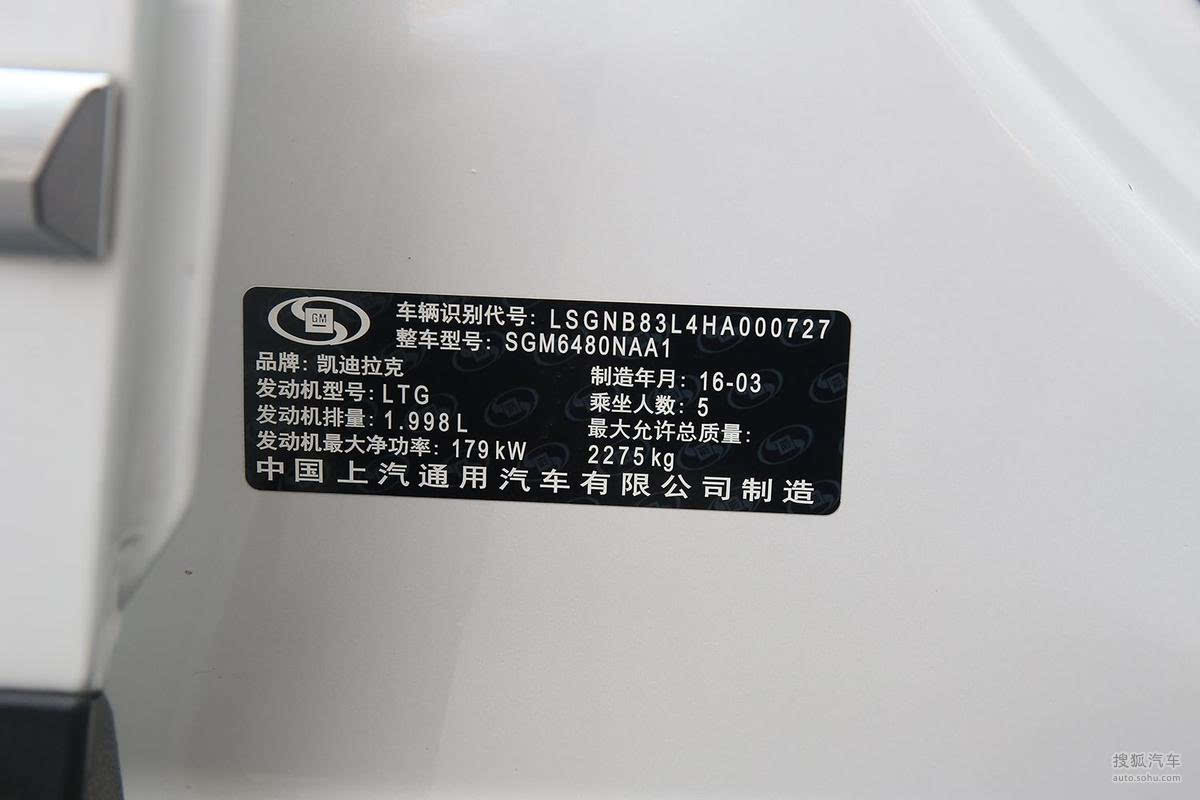 GM
车辆识别代号: LSGNB83L4HA000727
整车型号: SGM6480NAA1
品牌: 凯迪拉克
制造年月: 16-03
发动机型号: LTG
乘坐人数: 5
发动机排量: 1.998L
最大允许总质量:
发动机最大净功率: 179kW
2275kg
中国上汽通用汽车有限公司制造
搜狐汽车
auto.sohu.com